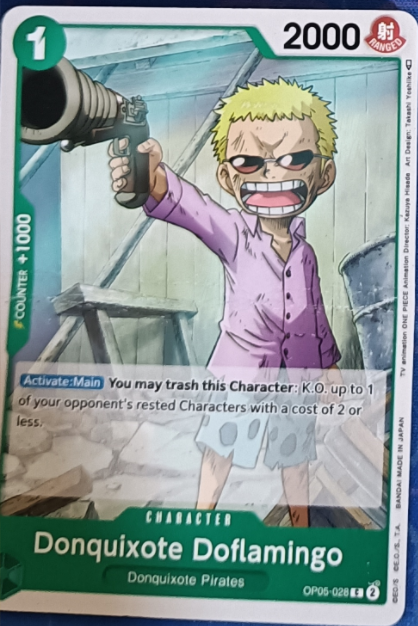 1
2000
射
RANGED
COUNTER +1000
Activate:Main You may trash this Character: K.O. up to 1
of your opponent's rested Characters with a cost of 2 or
less.
CHARACTER
Donquixote Doflamingo
Donquixote Pirates
OP05-028 C 2
TV animation ONE PIECE Animation Director: Kazuya Hisada Art Design: Takashi Yoshiike
©E.O./S., T.A. BANDAI MADE IN JAPAN